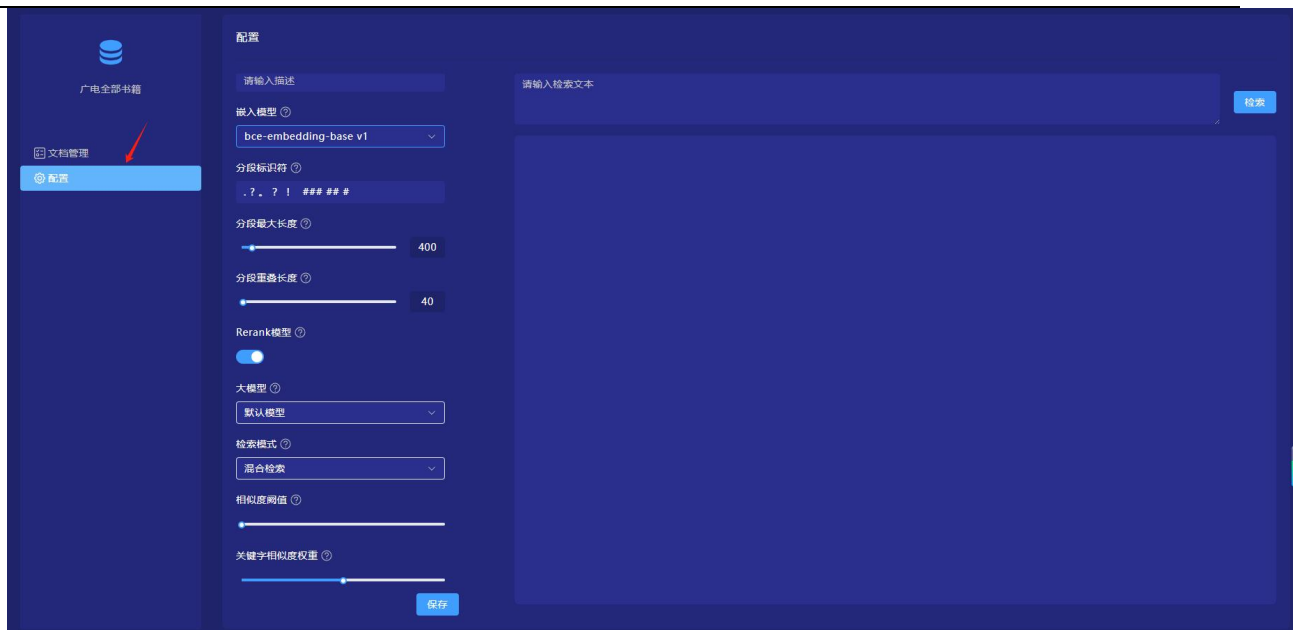 广电全部书籍
文档管理
配置
配置
请输入描述
嵌入模型
bce-embedding-base v1
分段标识符
.?。？！ ### ## #
分段最大长度
400
分段重叠长度
40
Rerank模型
大模型
默认模型
检索模式
混合检索
相似度阈值
关键字相似度权重
保存
请输入检索文本
检索